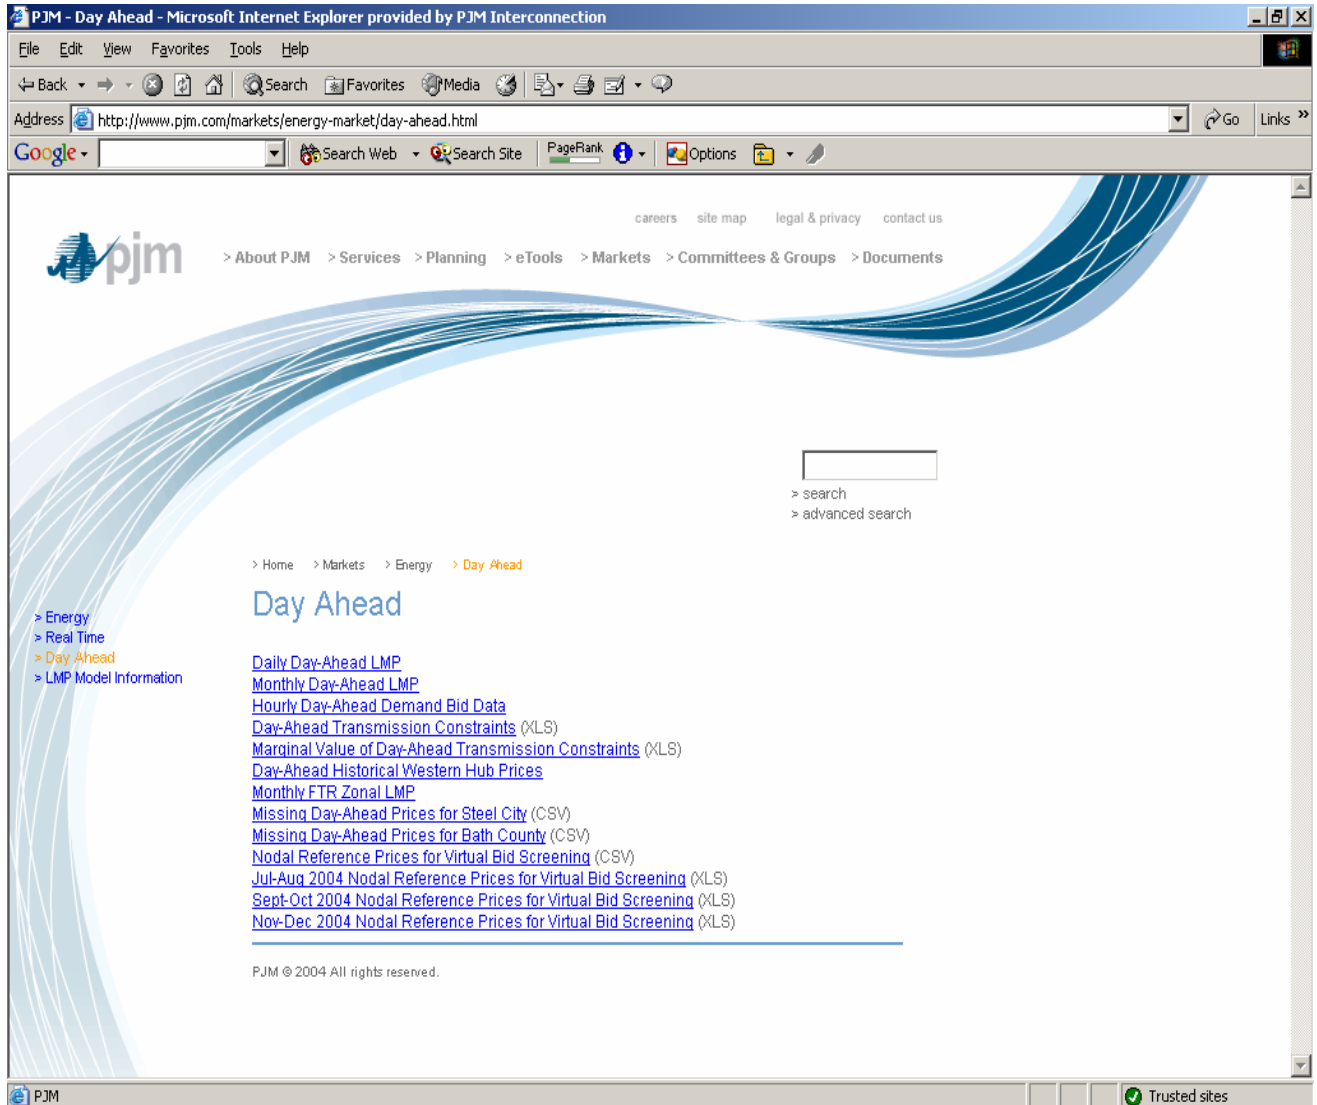 PJM - Day Ahead - Microsoft Internet Explorer provided by PJM Interconnection
File Edit View Favorites Tools Help
Back Search Favorites Media
Address http://www.pjm.com/markets/energy-market/day-ahead.html Go Links »
Google Search Web Search Site PageRank Options
careers site map legal & privacy contact us
pjm
> About PJM > Services > Planning > eTools > Markets > Committees & Groups > Documents
> search
> advanced search
> Home > Markets > Energy > Day Ahead
Day Ahead
> Energy
> Real Time
> Day Ahead
> LMP Model Information
Daily Day-Ahead LMP
Monthly Day-Ahead LMP
Hourly Day-Ahead Demand Bid Data
Day-Ahead Transmission Constraints (XLS)
Marginal Value of Day-Ahead Transmission Constraints (XLS)
Day-Ahead Historical Western Hub Prices
Monthly FTR Zonal LMP
Missing Day-Ahead Prices for Steel City (CSV)
Missing Day-Ahead Prices for Bath County (CSV)
Nodal Reference Prices for Virtual Bid Screening (CSV)
Jul-Aug 2004 Nodal Reference Prices for Virtual Bid Screening (XLS)
Sept-Oct 2004 Nodal Reference Prices for Virtual Bid Screening (XLS)
Nov-Dec 2004 Nodal Reference Prices for Virtual Bid Screening (XLS)
PJM © 2004 All rights reserved.
PJM Trusted sites